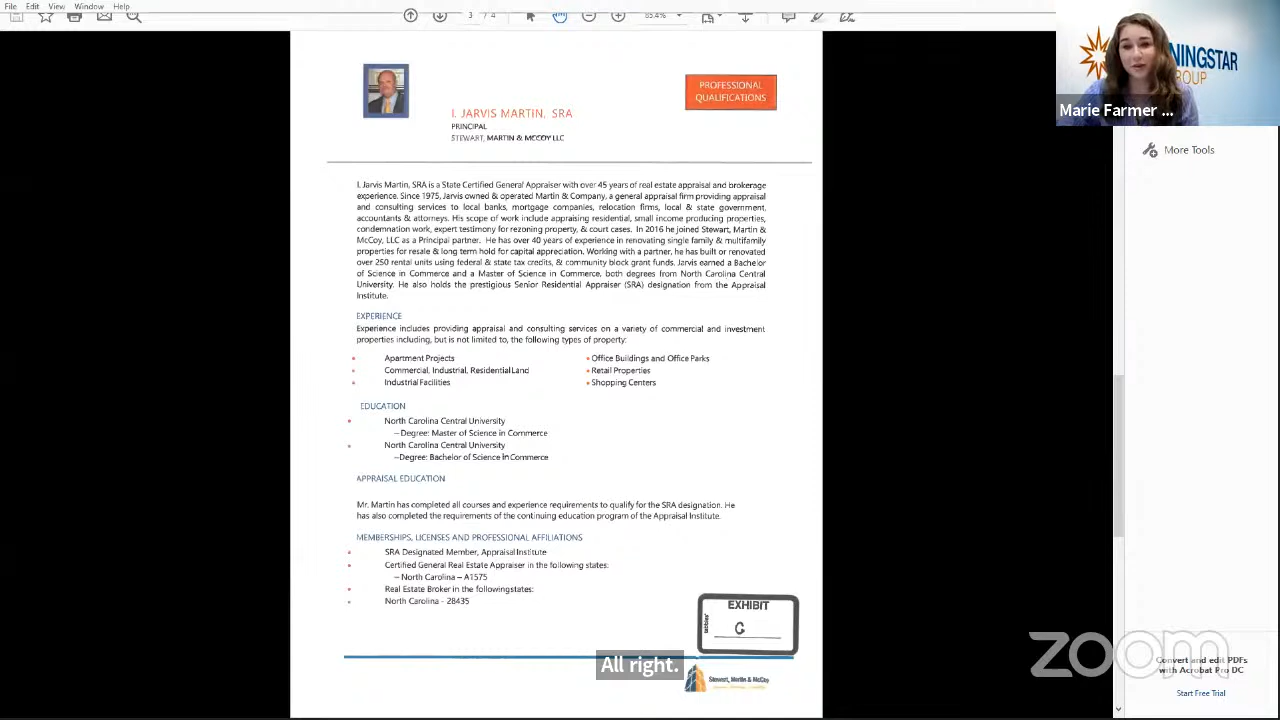 File Edit View Window Help
3 / 4
85.4%
I. JARVIS MARTIN, SRA
PRINCIPAL
STEWART, MARTIN & MCCOY LLC
PROFESSIONAL
QUALIFICATIONS
NINGSTAR
GROUP
Marie Farmer ...
More Tools
I. Jarvis Martin, SRA is a State Certified General Appraiser with over 45 years of real estate appraisal and brokerage
experience. Since 1975, Jarvis owned & operated Martin & Company, a general appraisal firm providing appraisal
and consulting services to local banks, mortgage companies, relocation firms, local & state government,
accountants & attorneys. His scope of work include appraising residential, small income producing properties,
condemnation work, expert testimony for rezoning property, & court cases. In 2016 he joined Stewart, Martin &
McCoy, LLC as a Principal partner. He has over 40 years of experience in renovating single family & multifamily
properties for resale & long term hold for capital appreciation. Working with a partner, he has built or renovated
over 250 rental units using federal & state tax credits, & community block grant funds. Jarvis earned a Bachelor
of Science in Commerce and a Master of Science in Commerce, both degrees from North Carolina Central
University. He also holds the prestigious Senior Residential Appraiser (SRA) designation from the Appraisal
Institute.
EXPERIENCE
Experience includes providing appraisal and consulting services on a variety of commercial and investment
properties including, but is not limited to, the following types of property:
• Apartment Projects
• Commercial, Industrial, Residential Land
• Industrial Facilities
• Office Buildings and Office Parks
• Retail Properties
• Shopping Centers
EDUCATION
• North Carolina Central University
—Degree: Master of Science in Commerce
• North Carolina Central University
—Degree: Bachelor of Science in Commerce
APPRAISAL EDUCATION
Mr. Martin has completed all courses and experience requirements to qualify for the SRA designation. He
has also completed the requirements of the continuing education program of the Appraisal Institute.
MEMBERSHIPS, LICENSES AND PROFESSIONAL AFFILIATIONS
• SRA Designated Member, Appraisal Institute
• Certified General Real Estate Appraiser in the following states:
— North Carolina — A1575
• Real Estate Broker in the following states:
• North Carolina - 28435
EXHIBIT
C
All right.
Stewart, Martin & McCoy
zoom
Convert and edit PDFs
with Acrobat Pro DC
Start Free Trial